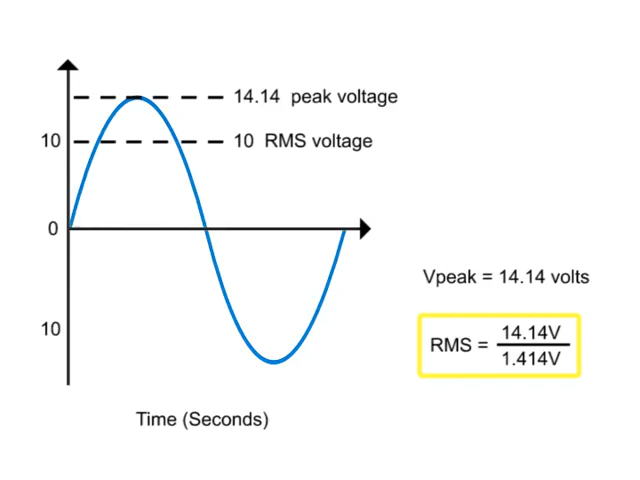 14.14 peak voltage
10
10 RMS voltage
0
Vpeak = 14.14 volts
10
RMS = 14.14V
1.414V
Time (Seconds)